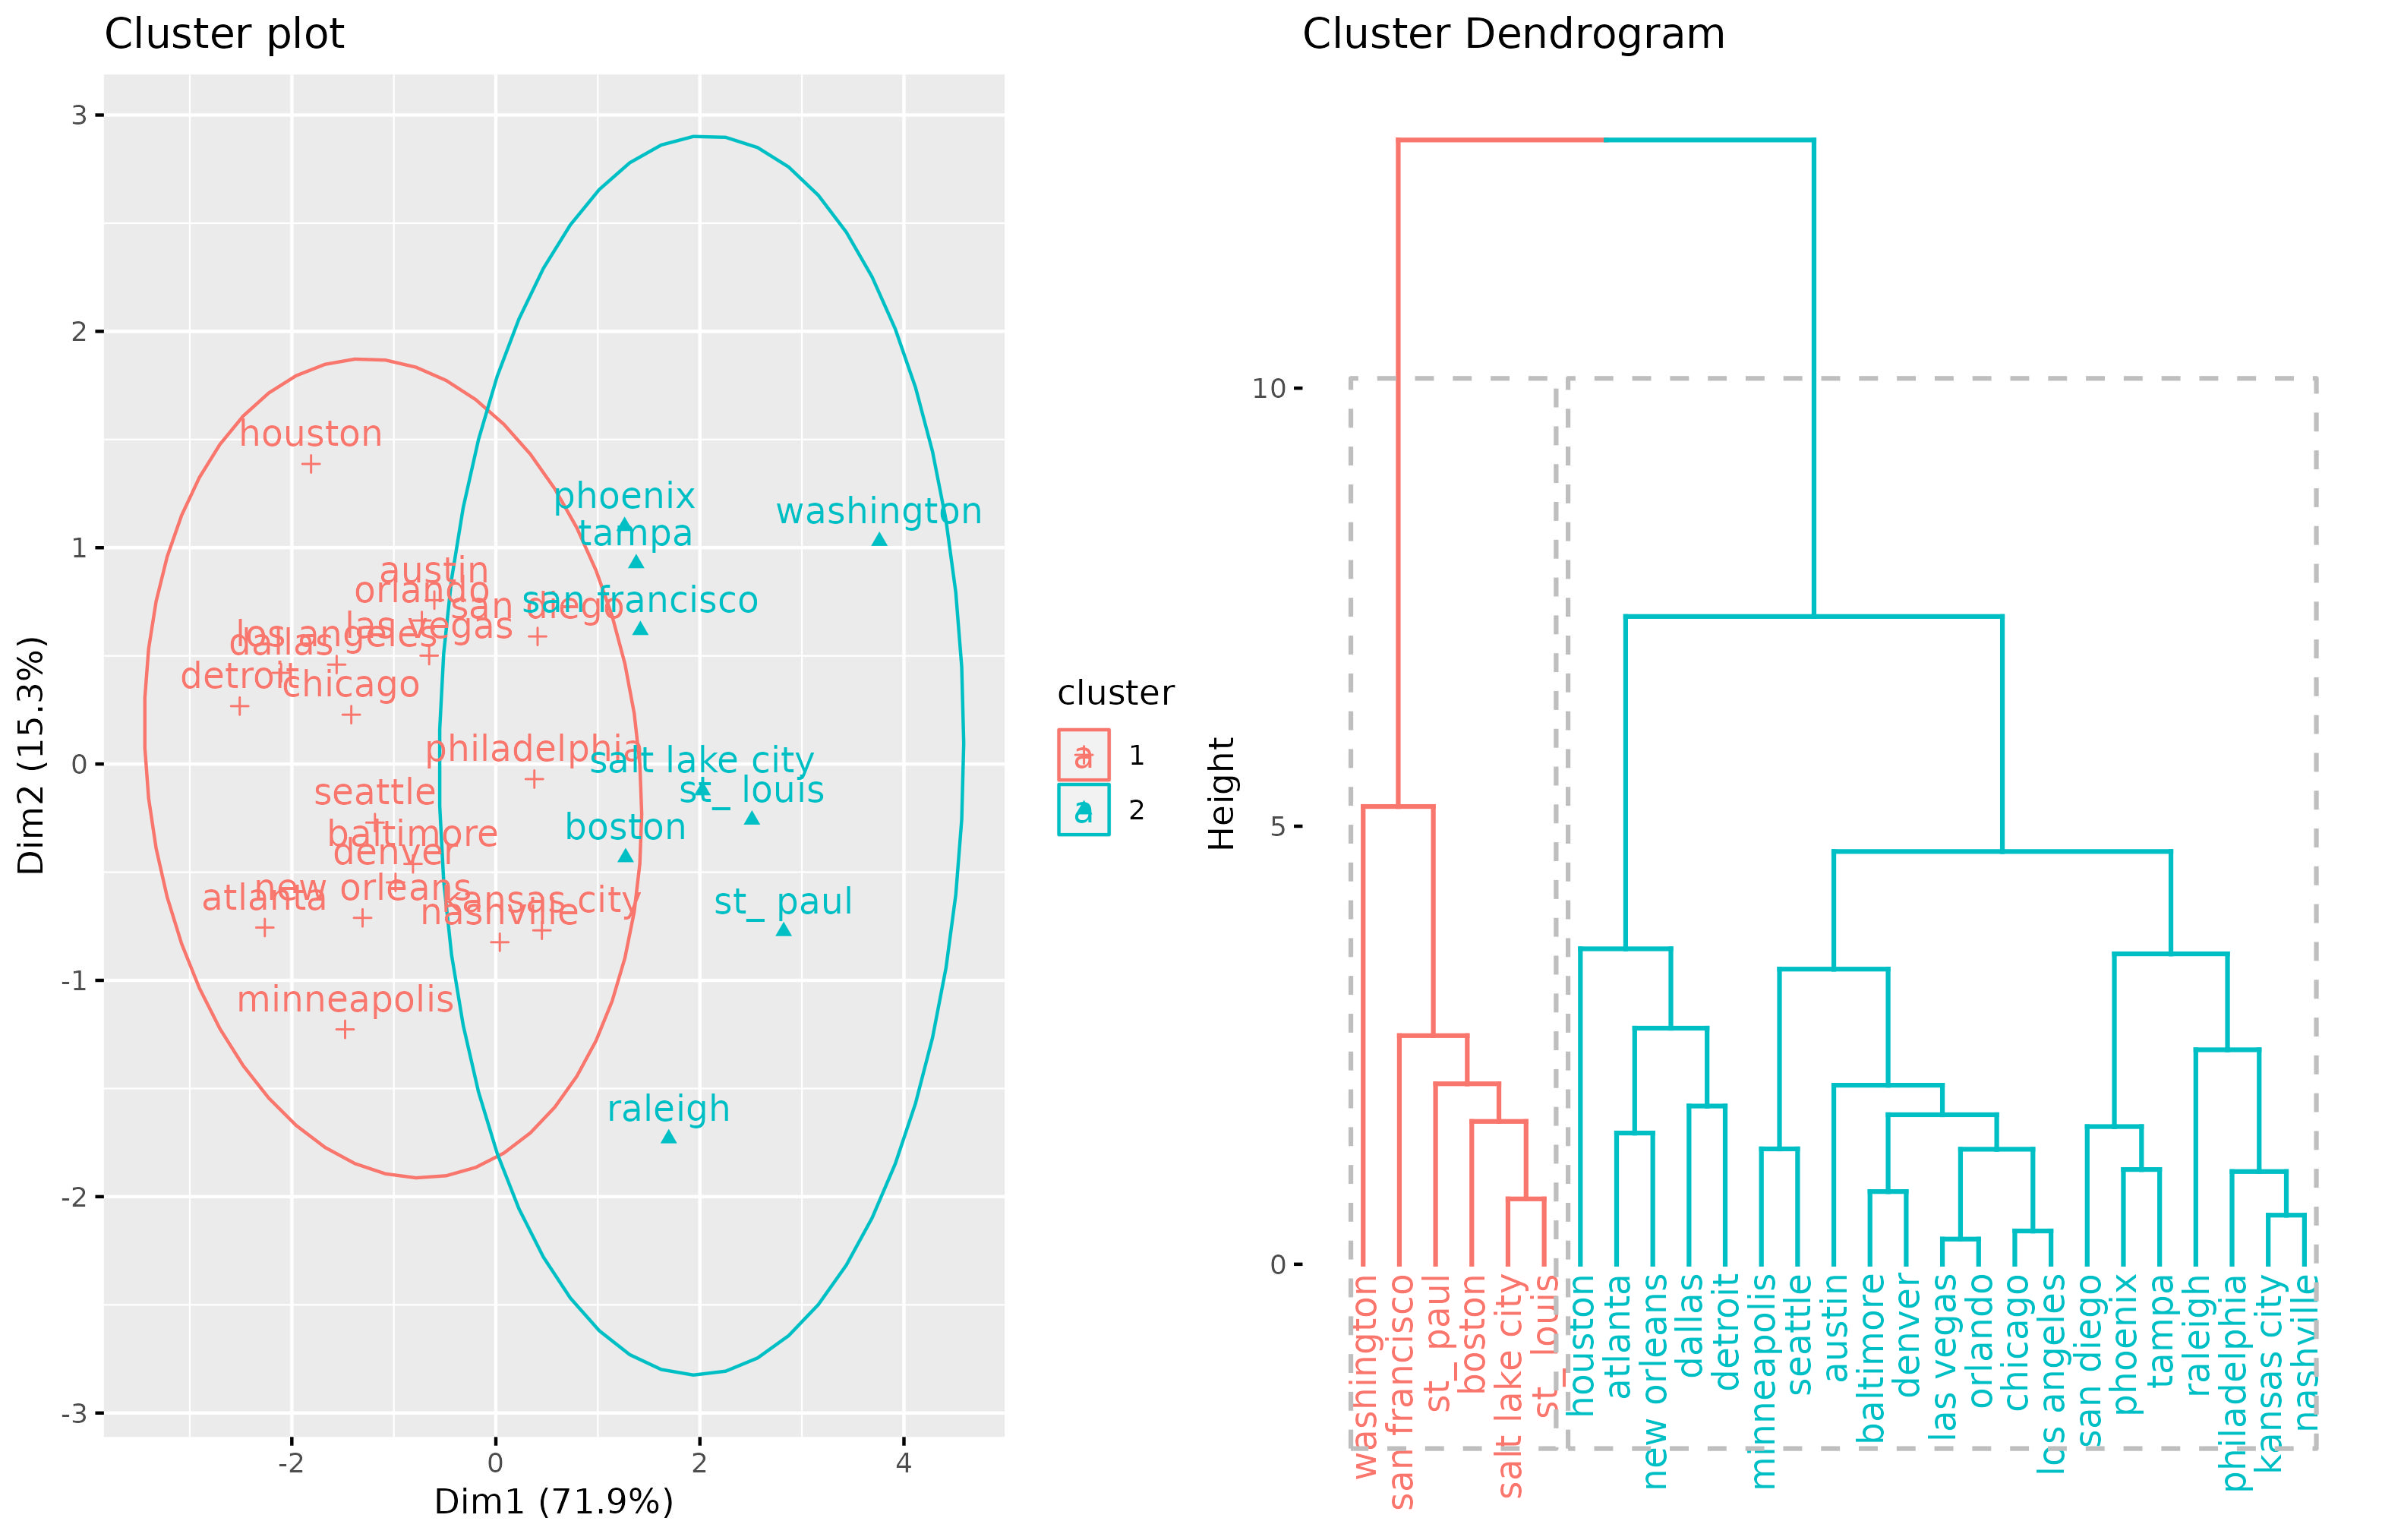 Cluster plot
Cluster Dendrogram
3
2
1
0
-1
-2
-3
Dim2 (15.3%)
-2
0
2
4
Dim1 (71.9%)
houston
phoenix
washington
tampa
austin
orlando
san francisco
san diego
las vegas
los angeles
dallas
detroit
chicago
philadelphia
salt lake city
seattle
st_ louis
boston
baltimore
denver
new orleans
atlanta
kansas city
nashville
st_ paul
minneapolis
raleigh
cluster
a 1
a 2
Height
10
5
0
washington
san francisco
st_ paul
boston
salt lake city
st_ louis
houston
atlanta
new orleans
dallas
detroit
minneapolis
seattle
austin
baltimore
denver
las vegas
orlando
chicago
los angeles
san diego
phoenix
tampa
raleigh
philadelphia
kansas city
nashville